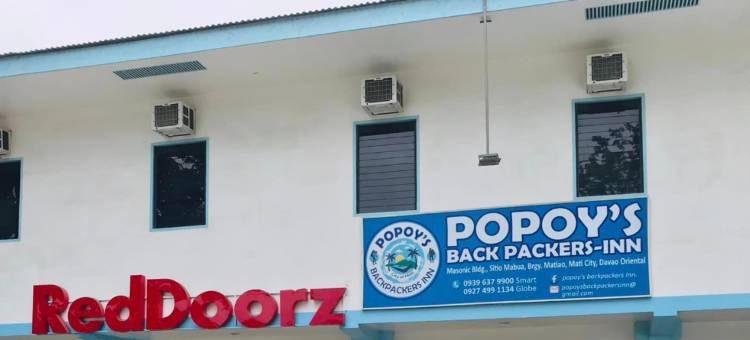 POPOY'S
BACK PACKERS-INN
Masonic Bldg., Sitio Mabua, Brgy. Matiao, Mati City, Davao Oriental
0939 637 9900 Smart
0927 499 1134 Globe
popoy's backpackers inn.
popoysbackpackersinn@
gmail.com
POPOY'S
BACKPACKERS INN
RedDoorz